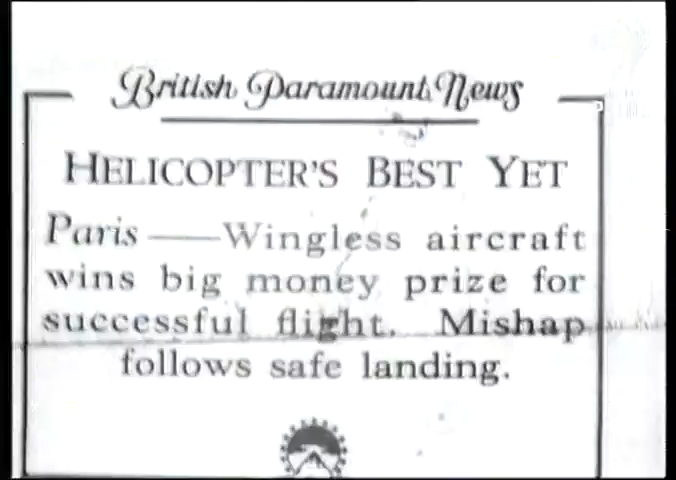 British Paramount News
HELICOPTER'S BEST YET
Paris — Wingless aircraft
wins big money prize for
successful flight. Mishap
follows safe landing.